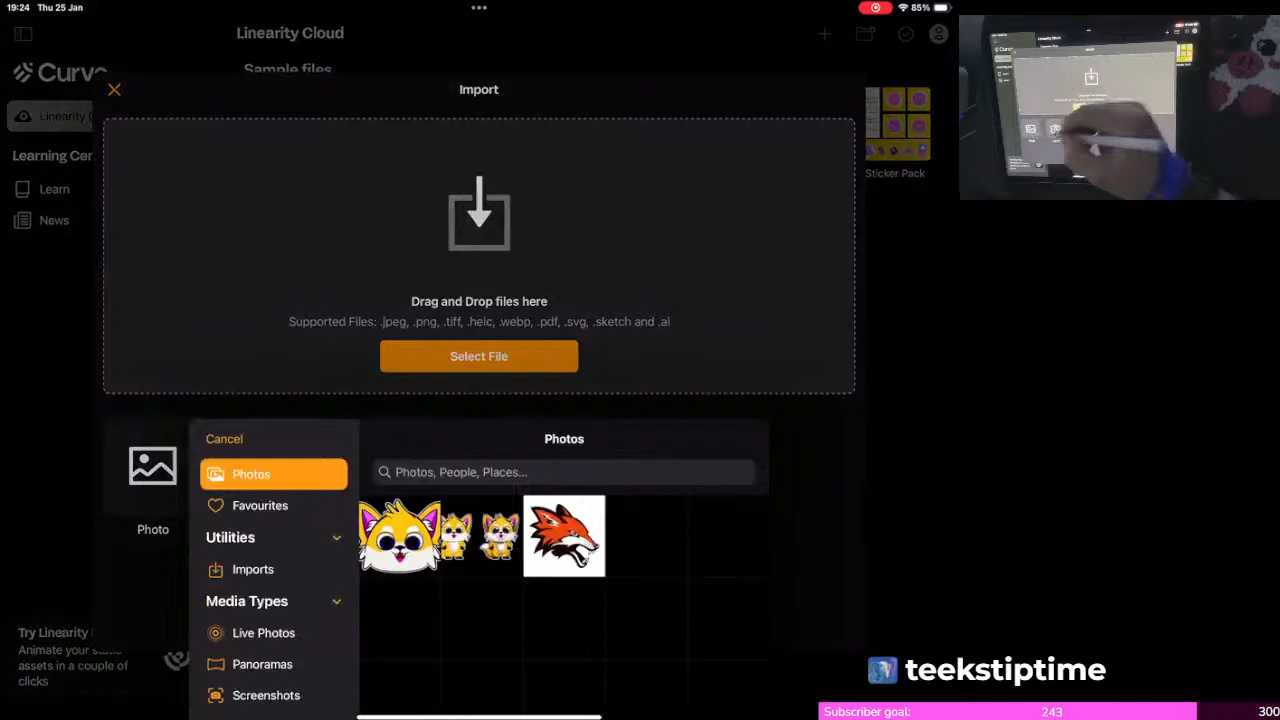 19:24 Thu 25 Jan
85%
Linearity Cloud
Curve
Sample files
Import
Linearity
Learning Cen
Learn
News
Sticker Pack
Drag and Drop files here
Supported Files: .jpeg, .png, .tiff, .heic, .webp, .pdf, .svg, .sketch and .ai
Select File
Photo
Cancel
Photos
Favourites
Utilities
Imports
Media Types
Live Photos
Panoramas
Screenshots
Photos
Photos, People, Places...
Try Linearity
Animate your static
assets in a couple of
clicks
teekstiptime
Subscriber goal: 243 300